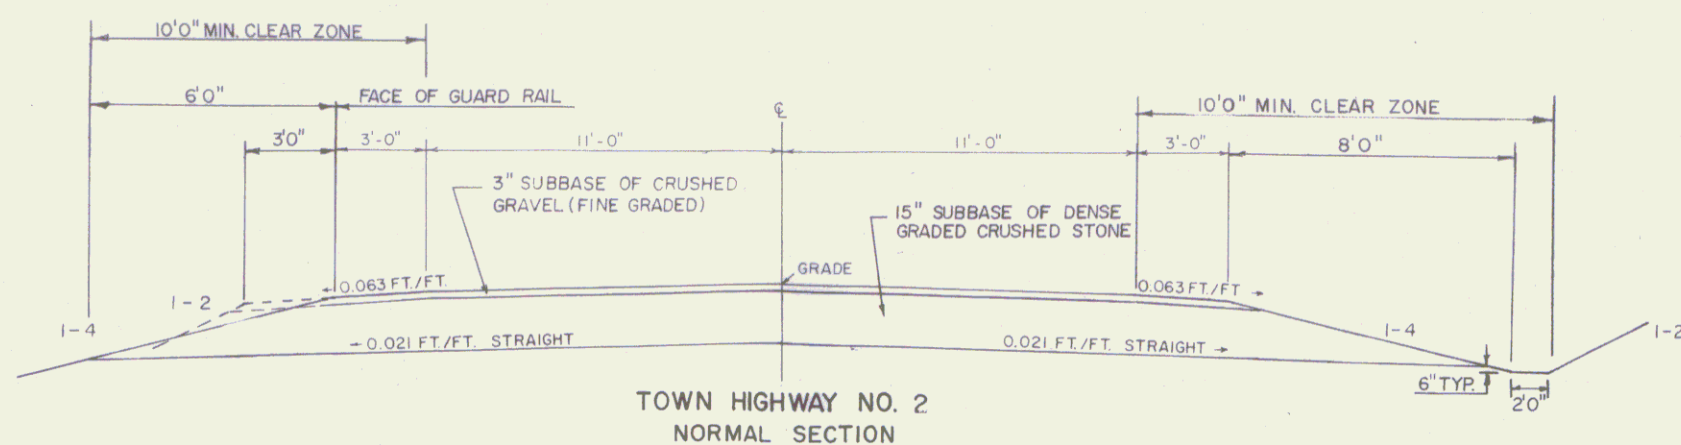 10'0" MIN. CLEAR ZONE
6'0"
FACE OF GUARD RAIL
℄
10'0" MIN. CLEAR ZONE
3'0"
3'-0"
11'-0"
11'-0"
3'-0"
8'0"
3" SUBBASE OF CRUSHED
GRAVEL (FINE GRADED)
15" SUBBASE OF DENSE
GRADED CRUSHED STONE
GRADE
0.063 FT./FT.
0.063 FT./FT
1-2
1-4
1-4
1-2
0.021 FT./FT. STRAIGHT
0.021 FT./FT. STRAIGHT
6" TYP.
2'0"
TOWN HIGHWAY NO. 2
NORMAL SECTION